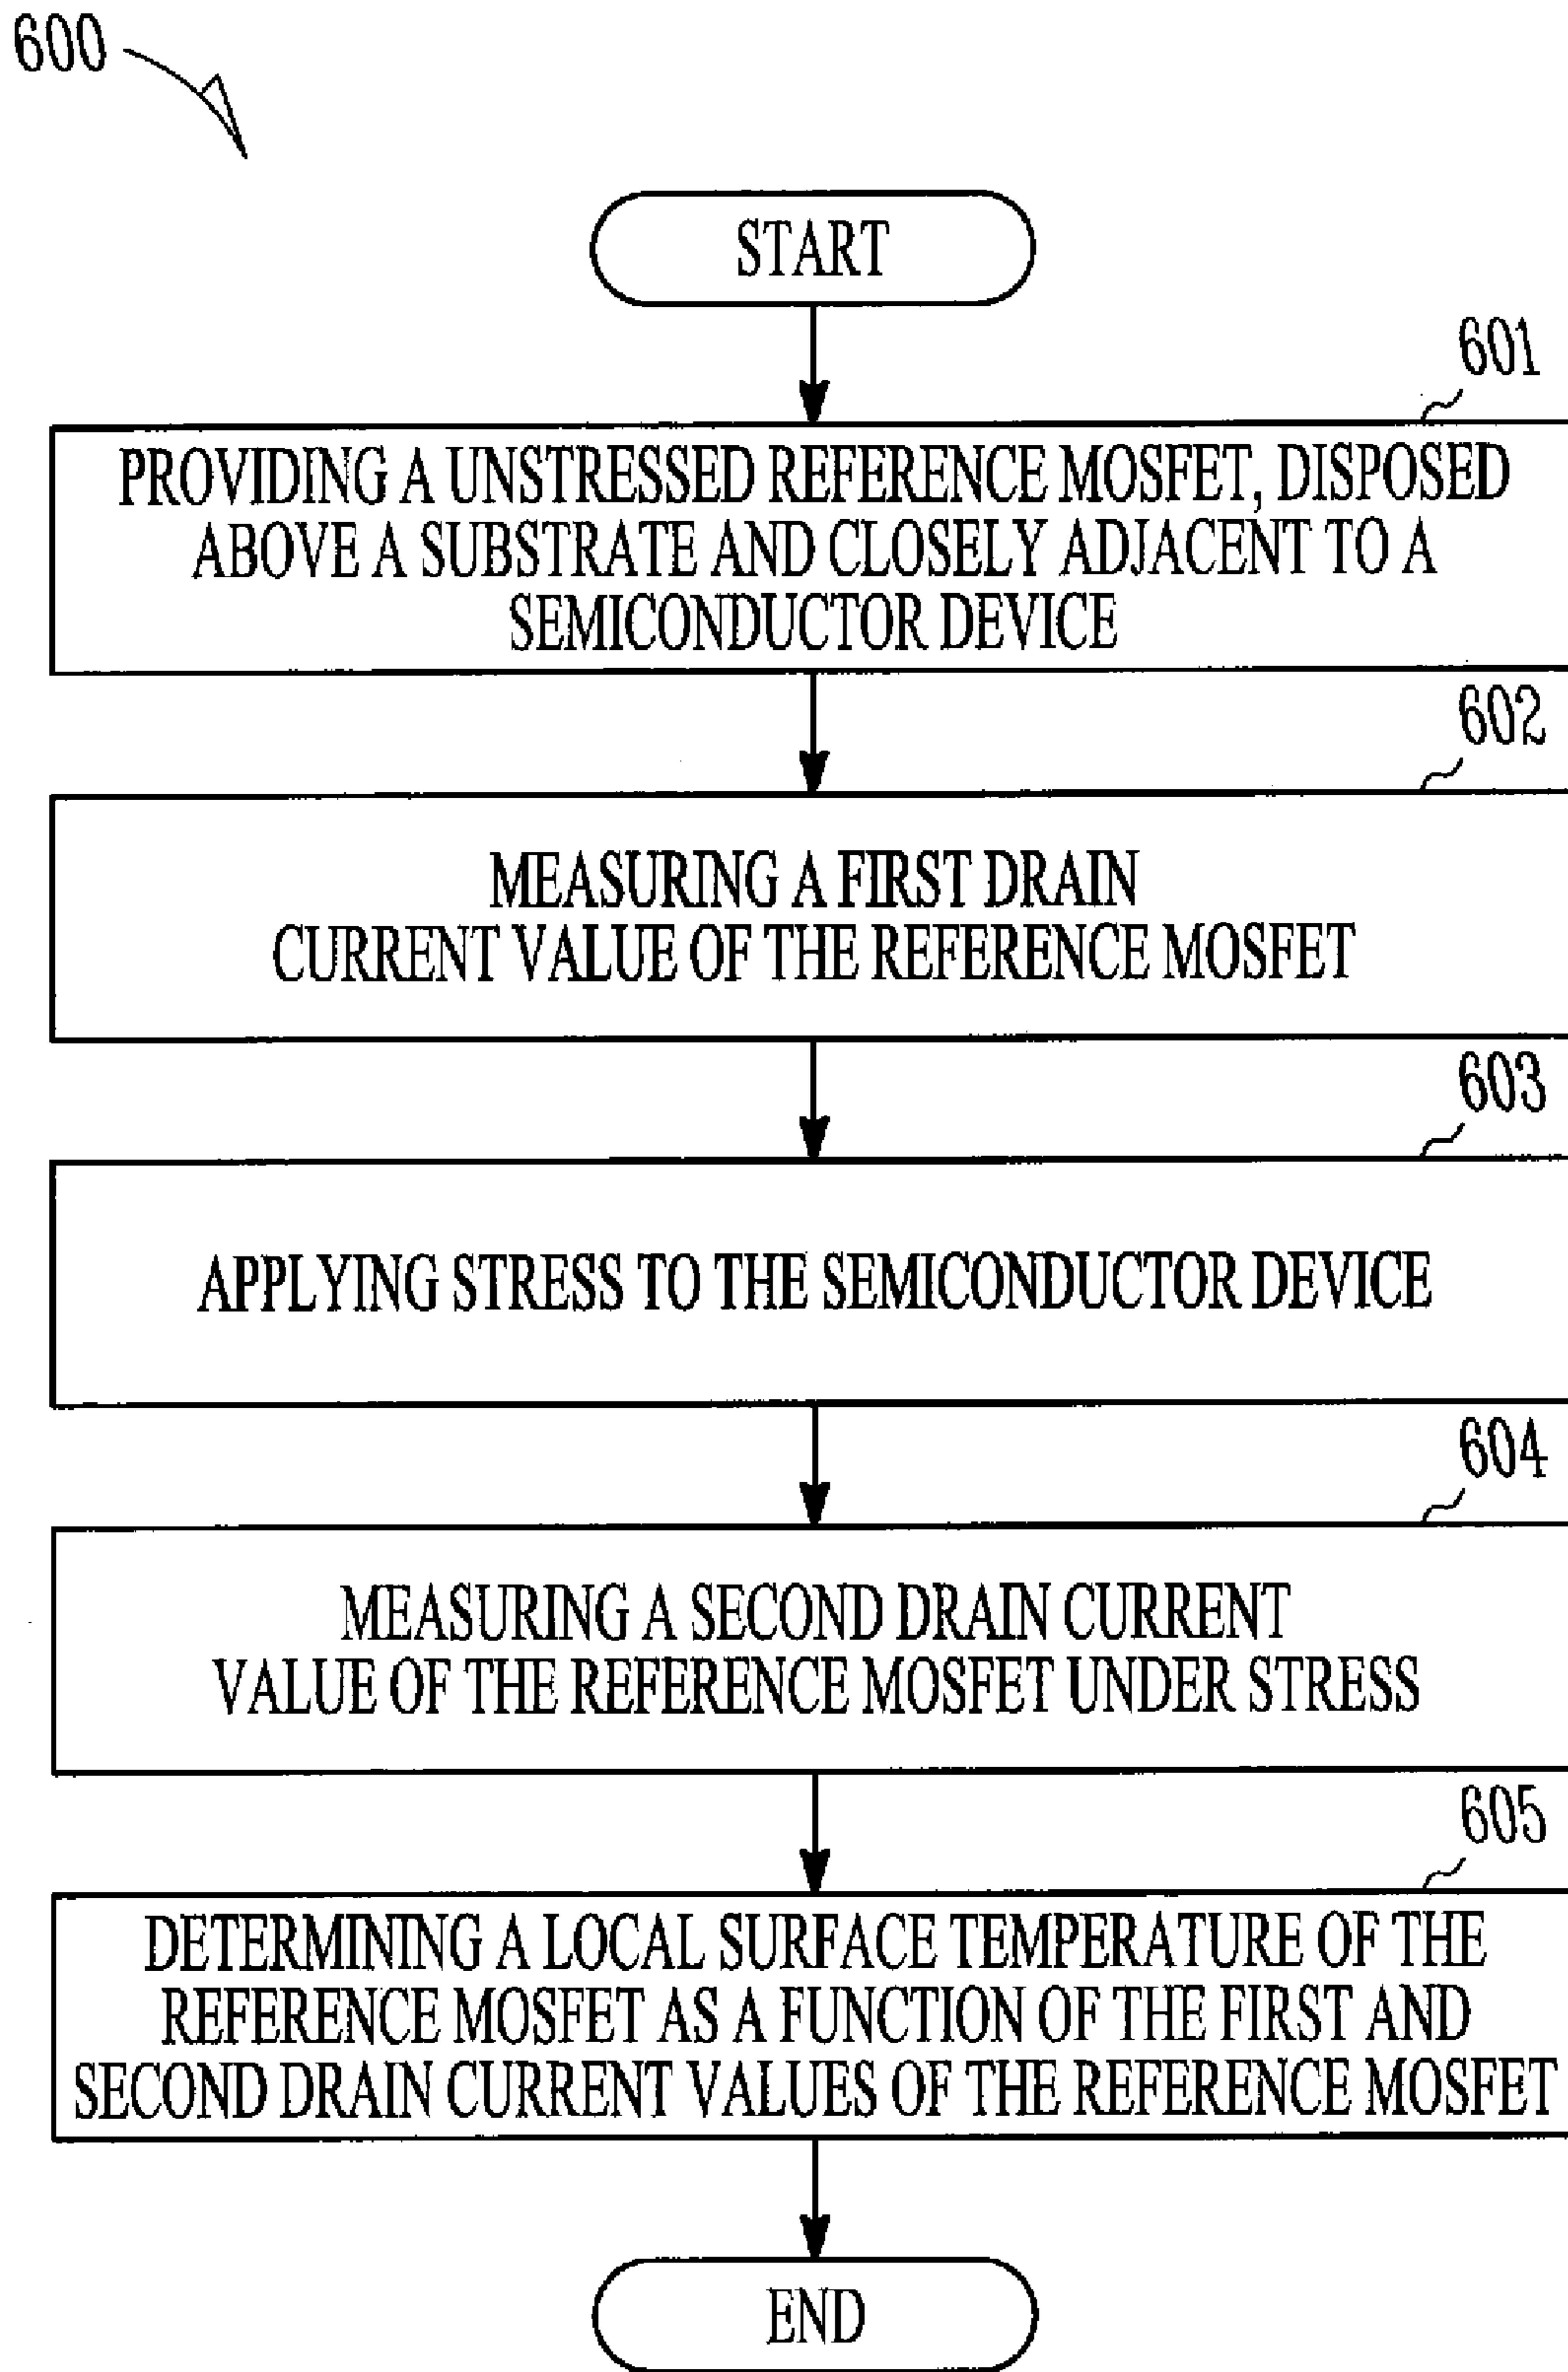 600
START
601
PROVIDING A UNSTRESSED REFERENCE MOSFET, DISPOSED
ABOVE A SUBSTRATE AND CLOSELY ADJACENT TO A
SEMICONDUCTOR DEVICE
602
MEASURING A FIRST DRAIN
CURRENT VALUE OF THE REFERENCE MOSFET
603
APPLYING STRESS TO THE SEMICONDUCTOR DEVICE
604
MEASURING A SECOND DRAIN CURRENT
VALUE OF THE REFERENCE MOSFET UNDER STRESS
605
DETERMINING A LOCAL SURFACE TEMPERATURE OF THE
REFERENCE MOSFET AS A FUNCTION OF THE FIRST AND
SECOND DRAIN CURRENT VALUES OF THE REFERENCE MOSFET
END